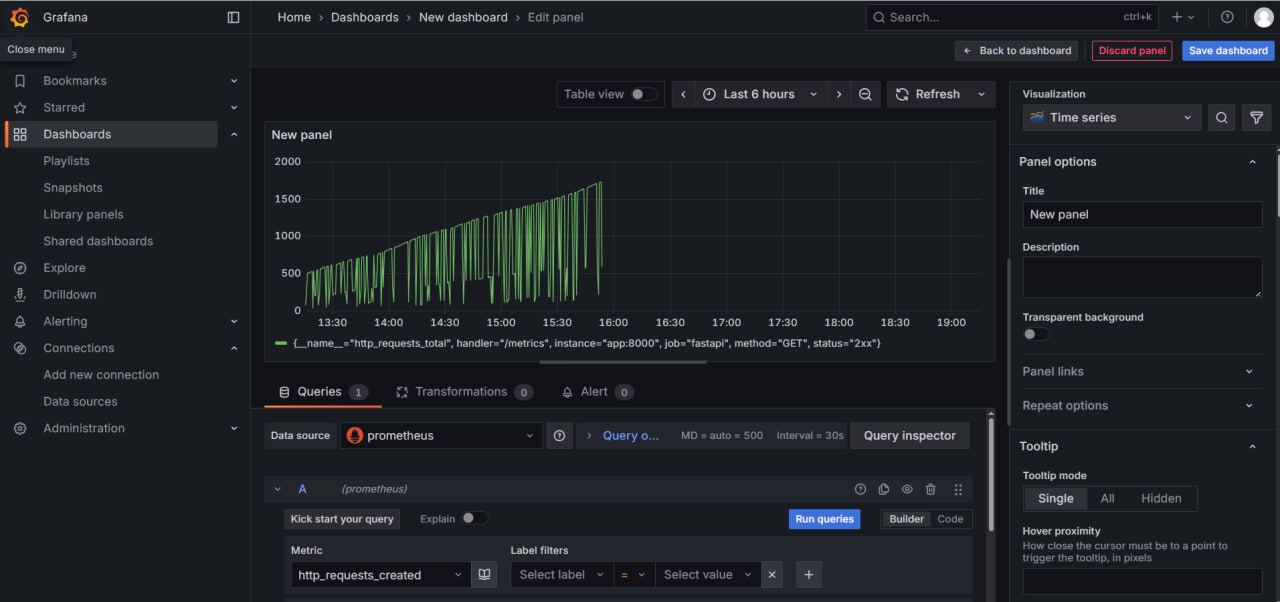 Grafana
Home › Dashboards › New dashboard › Edit panel
Search...
ctrl+k
Close menu
Back to dashboard
Discard panel
Save dashboard
Bookmarks
Starred
Dashboards
Playlists
Snapshots
Library panels
Shared dashboards
Explore
Drilldown
Alerting
Connections
Add new connection
Data sources
Administration
Table view
Last 6 hours
Refresh
New panel
2000
1500
1000
500
0
13:30 14:00 14:30 15:00 15:30 16:00 16:30 17:00 17:30 18:00 18:30 19:00
{__name__="http_requests_total", handler="/metrics", instance="app:8000", job="fastapi", method="GET", status="2xx"}
Queries 1
Transformations 0
Alert 0
Data source
prometheus
Query o...
MD = auto = 500
Interval = 30s
Query inspector
A
(prometheus)
Kick start your query
Explain
Run queries
Builder
Code
Metric
http_requests_created
Label filters
Select label
=
Select value
Visualization
Time series
Panel options
Title
New panel
Description
Transparent background
Panel links
Repeat options
Tooltip
Tooltip mode
Single
All
Hidden
Hover proximity
How close the cursor must be to a point to
trigger the tooltip, in pixels